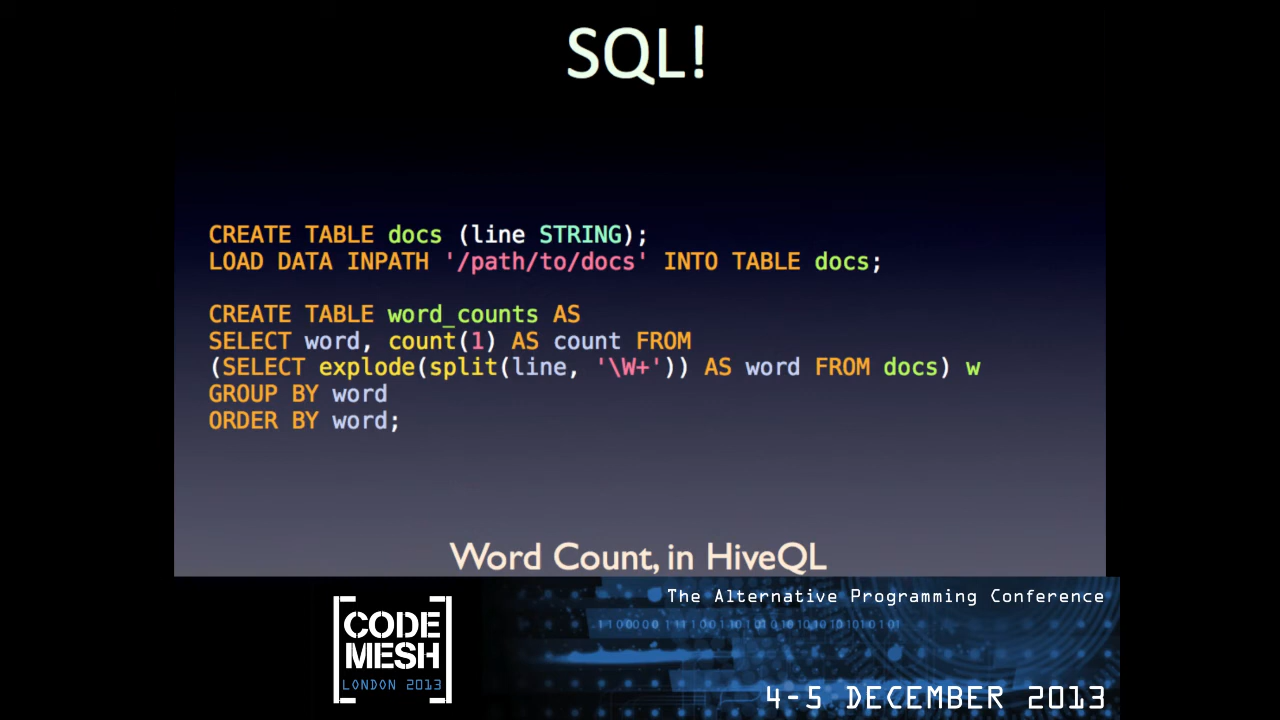 SQL!
CREATE TABLE docs (line STRING);
LOAD DATA INPATH '/path/to/docs' INTO TABLE docs;
CREATE TABLE word_counts AS
SELECT word, count(1) AS count FROM
(SELECT explode(split(line, '\W+')) AS word FROM docs) w
GROUP BY word
ORDER BY word;
Word Count, in HiveQL
The Alternative Programming Conference
CODE
MESH
LONDON 2013
4-5 DECEMBER 2013